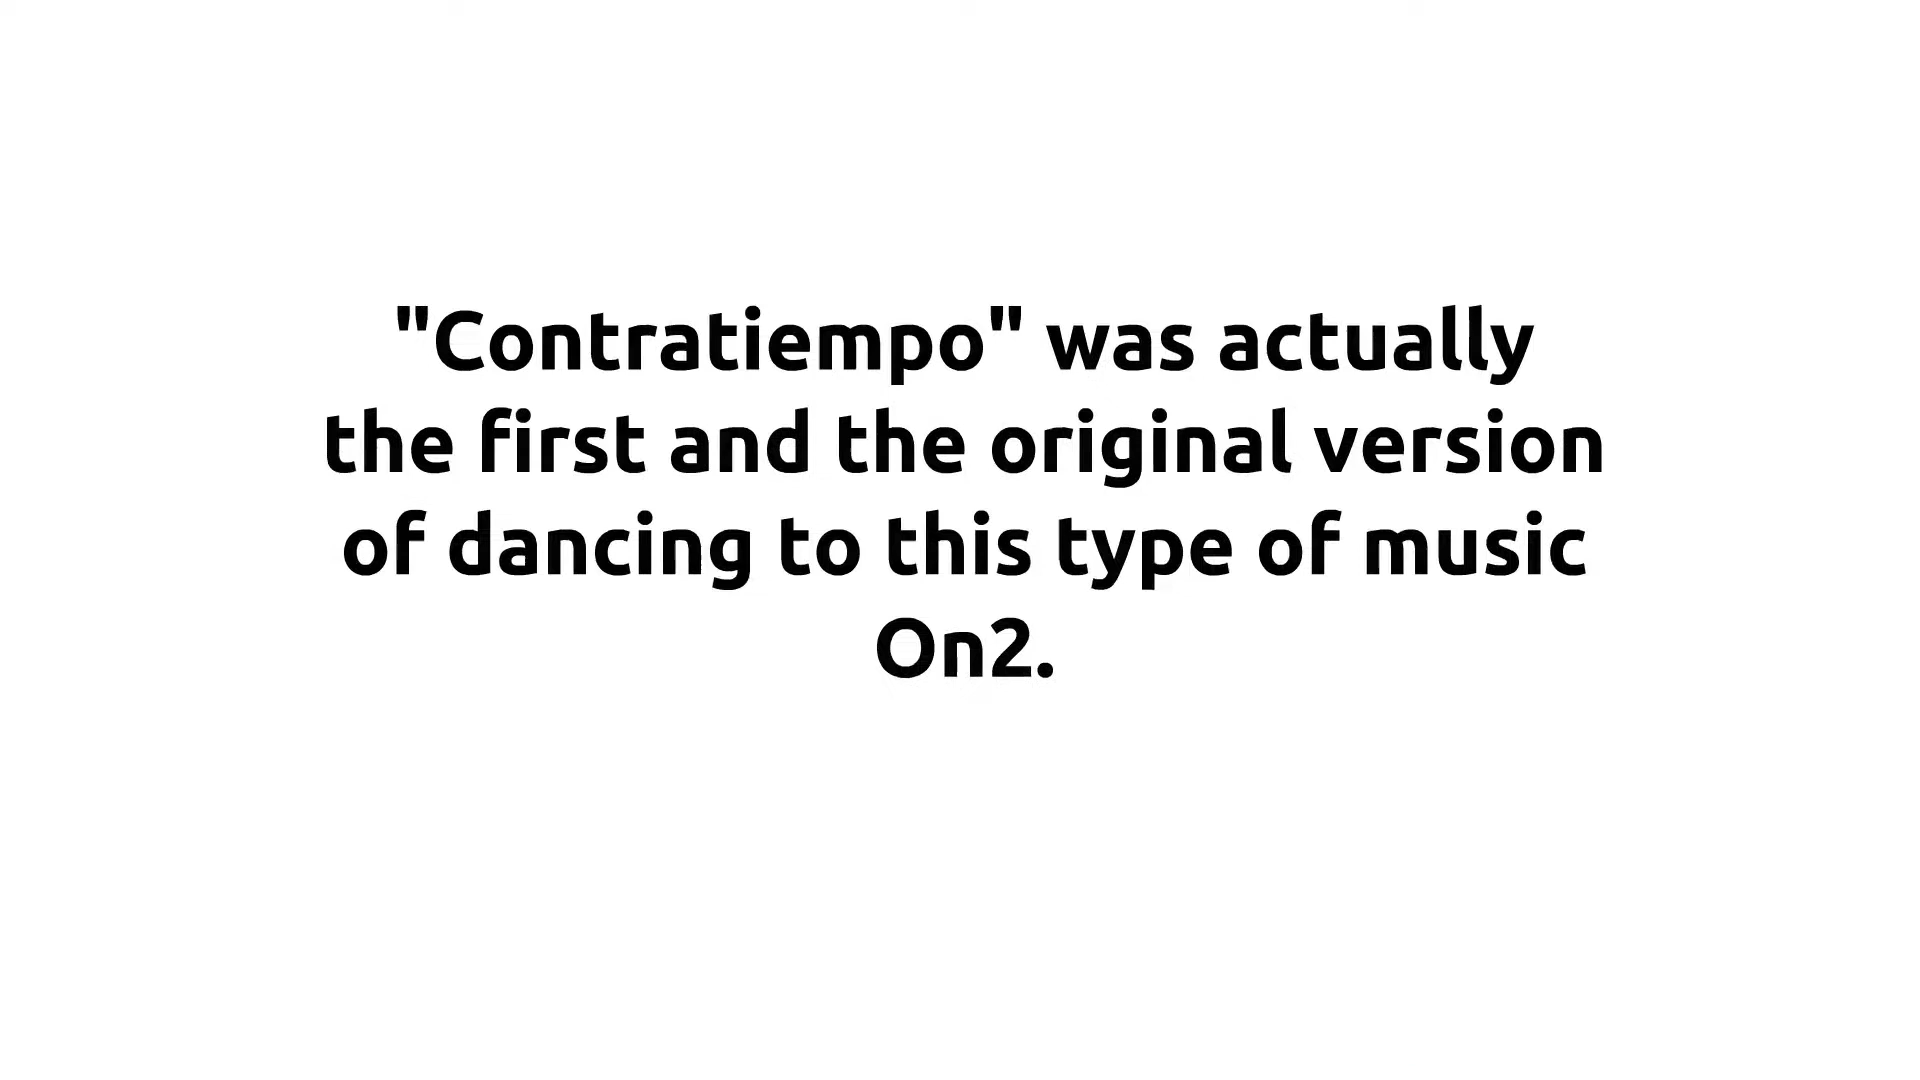 "Contratiempo" was actually
the first and the original version
of dancing to this type of music
On2.